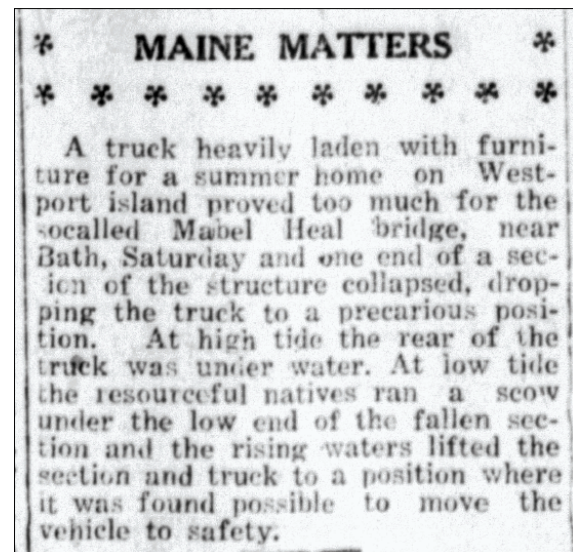 * MAINE MATTERS *
* * * * * * * * * *
A truck heavily laden with furni-
ture for a summer home on West-
port island proved too much for the
socalled Mabel Heal bridge, near
Bath, Saturday and one end of a sec-
ion of the structure collapsed, drop-
ping the truck to a precarious posi-
tion. At high tide the rear of the
truck was under water. At low tide
the resourceful natives ran a scow
under the low end of the fallen sec-
tion and the rising waters lifted the
section and truck to a position where
it was found possible to move the
vehicle to safety.